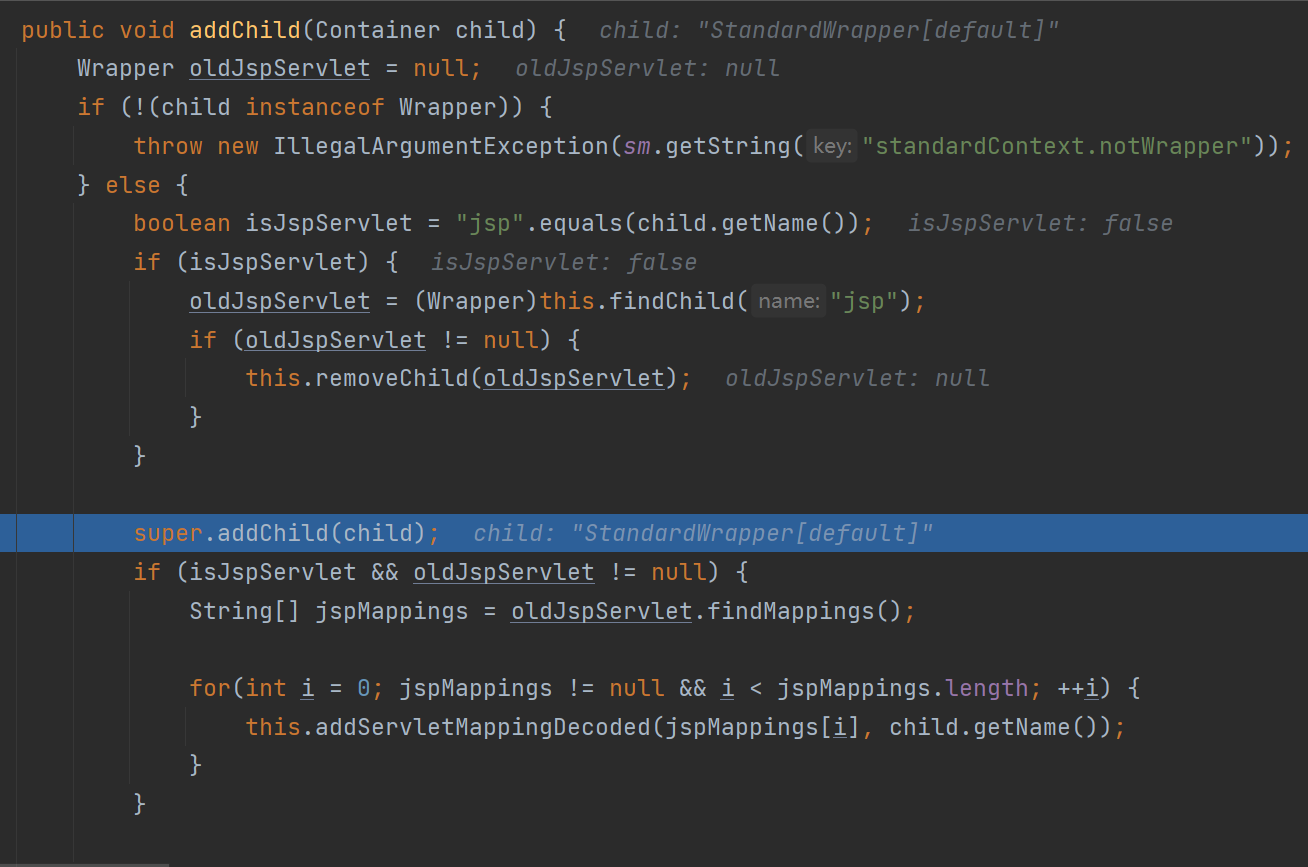 public void addChild(Container child) {  child: "StandardWrapper[default]"
    Wrapper oldJspServlet = null;  oldJspServlet: null
    if (!(child instanceof Wrapper)) {
        throw new IllegalArgumentException(sm.getString( key: "standardContext.notWrapper"));
    } else {
        boolean isJspServlet = "jsp".equals(child.getName());  isJspServlet: false
        if (isJspServlet) {  isJspServlet: false
            oldJspServlet = (Wrapper)this.findChild( name: "jsp");
            if (oldJspServlet != null) {
                this.removeChild(oldJspServlet);  oldJspServlet: null
            }
        }
        super.addChild(child);  child: "StandardWrapper[default]"
        if (isJspServlet && oldJspServlet != null) {
            String[] jspMappings = oldJspServlet.findMappings();
            for(int i = 0; jspMappings != null && i < jspMappings.length; ++i) {
                this.addServletMappingDecoded(jspMappings[i], child.getName());
            }
        }